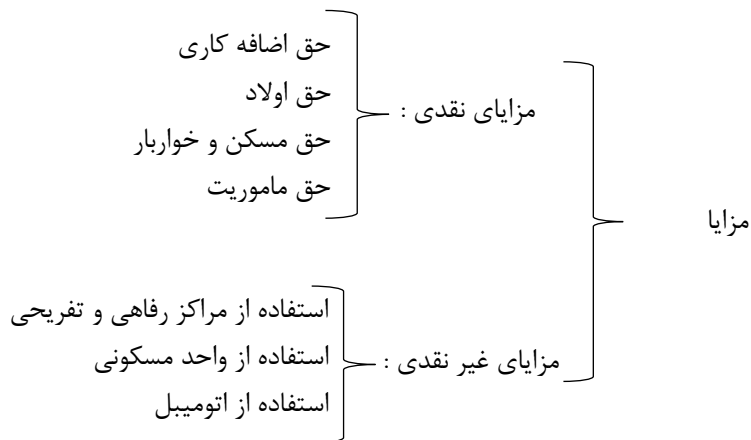 مزایا
مزایای نقدی :
حق اضافه کاری
حق اولاد
حق مسکن و خواربار
حق ماموریت
مزایای غیر نقدی :
استفاده از مراکز رفاهی و تفریحی
استفاده از واحد مسکونی
استفاده از اتومیبل